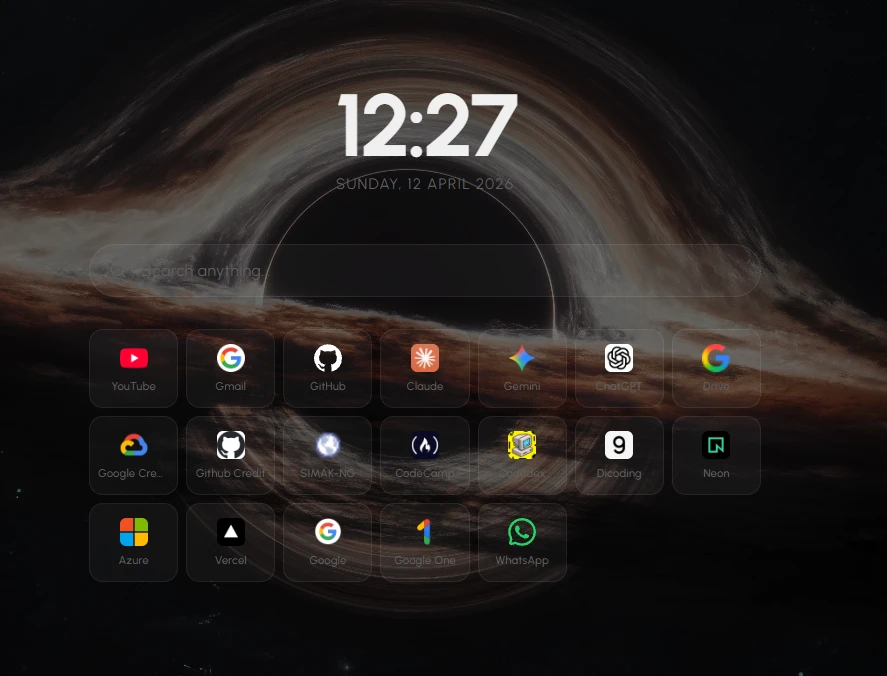 12:27
SUNDAY, 12 APRIL 2026
Search anything...
YouTube
Gmail
GitHub
Claude
Gemini
ChatGPT
Drive
Google Cre...
Github Credit
SIMAK-NG
CodeCamp
Dicoding
Neon
Azure
Vercel
Google
Google One
WhatsApp